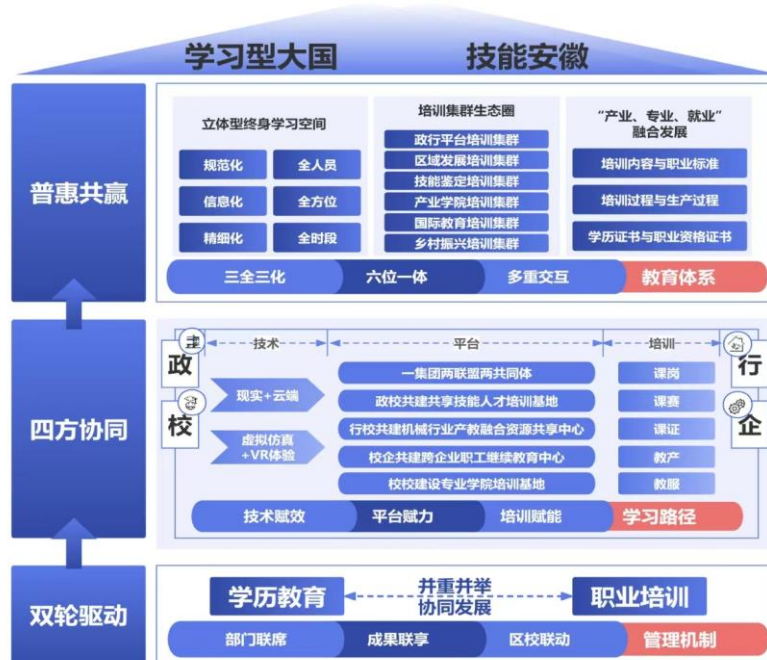 学习型大国
技能安徽
普惠共赢
立体型终身学习空间
规范化
全人员
信息化
全方位
精细化
全时段
培训集群生态圈
政行平台培训集群
区域发展培训集群
技能鉴定培训集群
产业学院培训集群
国际教育培训集群
乡村振兴培训集群
“产业、专业、就业”
融合发展
培训内容与职业标准
培训过程与生产过程
学历证书与职业资格证书
三全三化
六位一体
多重交互
教育体系
四方协同
政
校
行
企
技术
平台
培训
现实+云端
虚拟仿真
+VR体验
一集团两联盟两共同体
政校共建共享技能人才培训基地
行校共建机械行业产教融合资源共享中心
校企共建跨企业职工继续教育中心
校校建设专业学院培训基地
课岗
课赛
课证
教产
教服
技术赋效
平台赋力
培训赋能
学习路径
双轮驱动
学历教育
并重并举
协同发展
职业培训
部门联席
成果联享
区校联动
管理机制